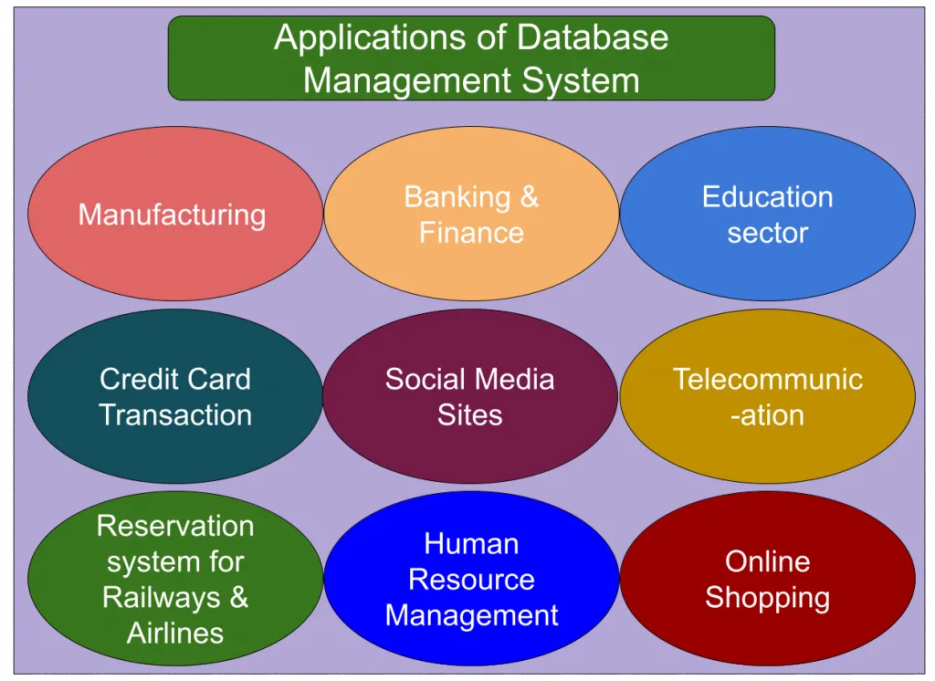 Applications of Database
Management System
Manufacturing
Banking &
Finance
Education
sector
Credit Card
Transaction
Social Media
Sites
Telecommunic
-ation
Reservation
system for
Railways &
Airlines
Human
Resource
Management
Online
Shopping